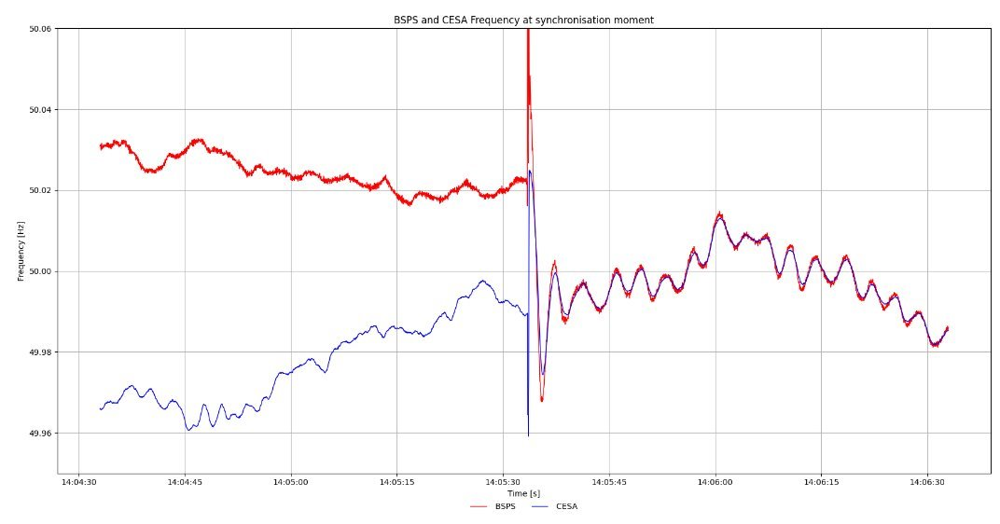 BSPS and CESA Frequency at synchronisation moment
50.06
50.04
50.02
50.00
49.98
49.96
Frequency [Hz]
14:04:30 14:04:45 14:05:00 14:05:15 14:05:30 14:05:45 14:06:00 14:06:15 14:06:30
Time [s]
BSPS CESA